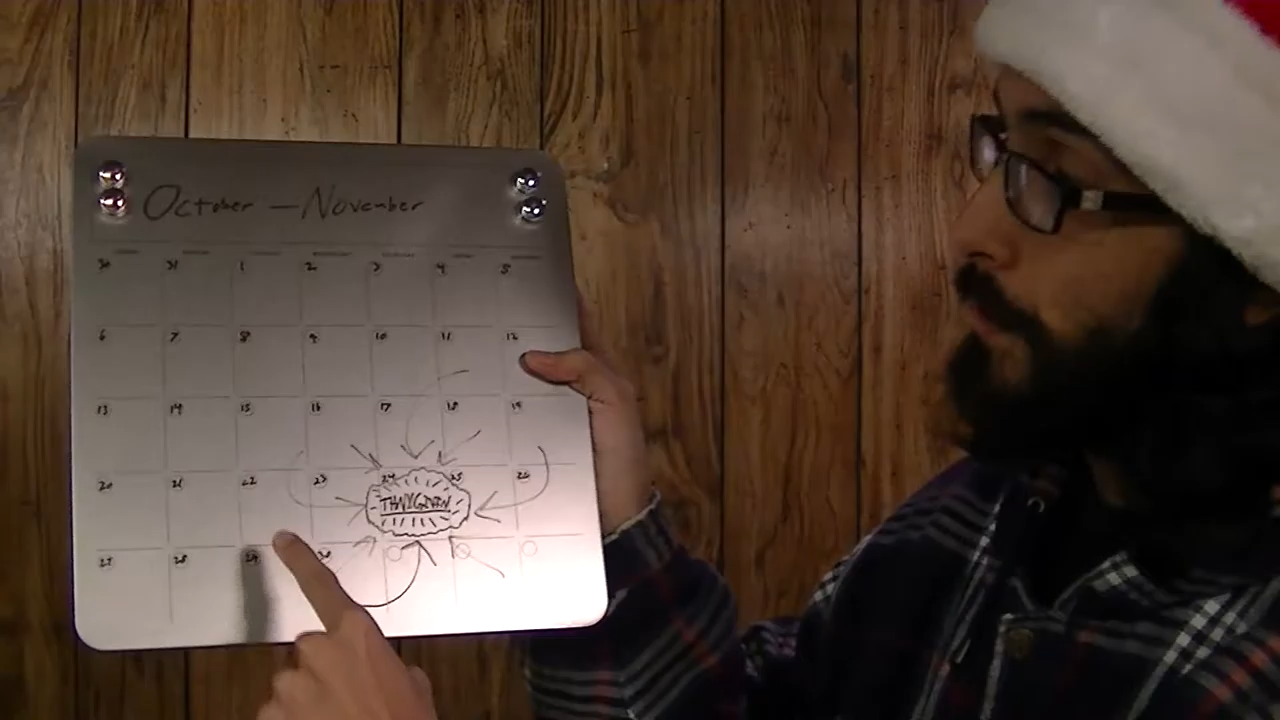 October - November
30 31 1 2 3 4 5
6 7 8 9 10 11 12
13 14 15 16 17 18 19
20 21 22 23 24 25 26
THNXGIVIN
27 28 29 30